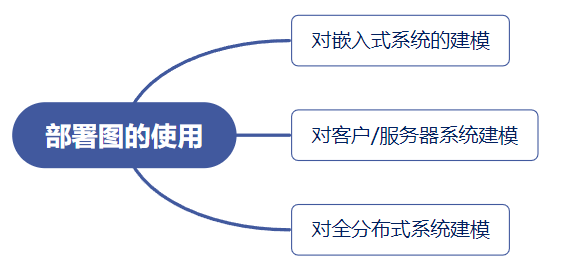 对嵌入式系统的建模
部署图的使用
对客户/服务器系统建模
对全分布式系统建模